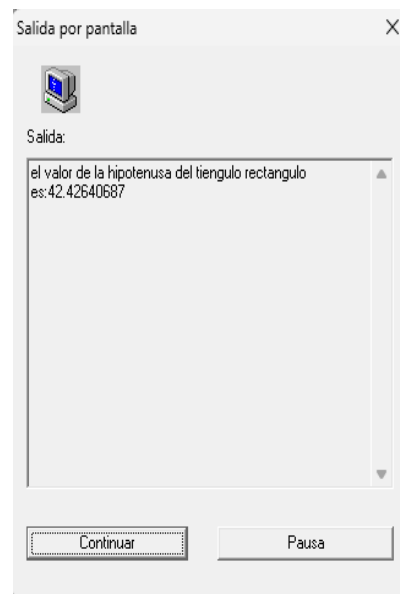 Salida por pantalla
Salida:
el valor de la hipotenusa del tiengulo rectangulo
es:42.42640687
Continuar
Pausa